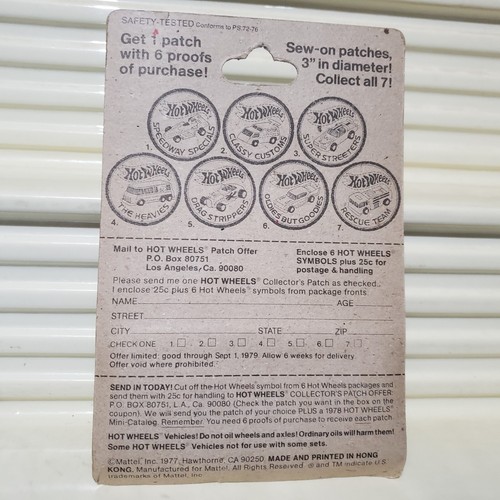 SAFETY-TESTED Conforms to PS-72-76
Get 1 patch
with 6 proofs
of purchase!
Sew-on patches,
3" in diameter!
Collect all 7!
Hot Wheels
SPEEDWAY SPECIALS
1.
Hot Wheels
CLASSY CUSTOMS
2.
Hot Wheels
SUPER STREETERS
3.
Hot Wheels
THE HEAVIES
4.
Hot Wheels
DRAG STRIPPERS
5.
Hot Wheels
OLDIES BUT GOODIES
6.
Hot Wheels
RESCUE TEAM
7.
Mail to HOT WHEELS® Patch Offer
P.O. Box 80751
Los Angeles, Ca. 90080
Enclose 6 HOT WHEELS®
SYMBOLS plus 25c for
postage & handling
Please send me one HOT WHEELS® Collector's Patch as checked.
I enclose 25c plus 6 Hot Wheels® symbols from package fronts.
NAME AGE
STREET
CITY STATE ZIP
CHECK ONE 1. 2. 3. 4. 5. 6. 7.
Offer limited: good through Sept 1, 1979. Allow 6 weeks for delivery.
Offer void where prohibited.
SEND IN TODAY! Cut off the Hot Wheels symbol from 6 Hot Wheels packages and
send them with 25c for handling to HOT WHEELS® COLLECTOR'S PATCH OFFER
P.O. BOX 80751, L.A., Ca. 90080 (Check the patch you want in the box on the
coupon). We will send you the patch of your choice PLUS a 1978 HOT WHEELS®
Mini-Catalog. Remember: You need 6 proofs of purchase to receive each patch.
HOT WHEELS® Vehicles! Do not oil wheels and axles! Ordinary oils will harm them!
Some HOT WHEELS® Vehicles not for use with some sets.
©Mattel, Inc. 1977, Hawthorne, CA 90250. MADE AND PRINTED IN HONG
KONG. Manufactured for Mattel. All Rights Reserved. ® and TM indicate U.S.
trademarks of Mattel, Inc.